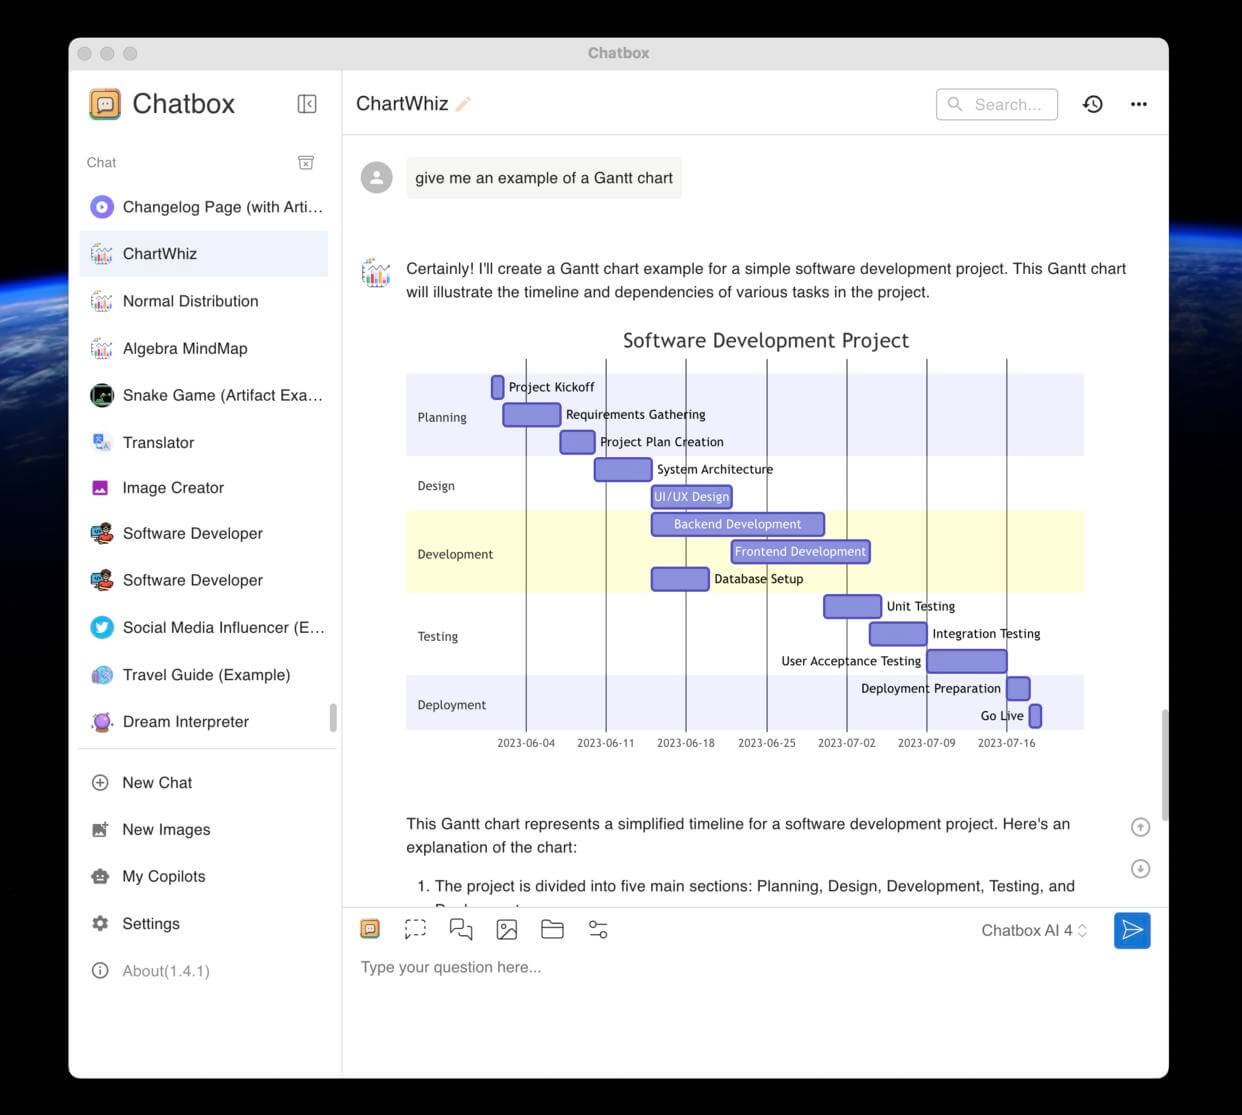 Chatbox
Chatbox
Chat
Changelog Page (with Arti...
ChartWhiz
Normal Distribution
Algebra MindMap
Snake Game (Artifact Exa...
Translator
Image Creator
Software Developer
Software Developer
Social Media Influencer (E...
Travel Guide (Example)
Dream Interpreter
New Chat
New Images
My Copilots
Settings
About(1.4.1)
ChartWhiz
Search...
give me an example of a Gantt chart
Certainly! I'll create a Gantt chart example for a simple software development project. This Gantt chart
will illustrate the timeline and dependencies of various tasks in the project.
Software Development Project
Planning
Project Kickoff
Requirements Gathering
Project Plan Creation
Design
System Architecture
UI/UX Design
Development
Backend Development
Frontend Development
Database Setup
Testing
Unit Testing
Integration Testing
User Acceptance Testing
Deployment
Deployment Preparation
Go Live
2023-06-04 2023-06-11 2023-06-18 2023-06-25 2023-07-02 2023-07-09 2023-07-16
This Gantt chart represents a simplified timeline for a software development project. Here's an
explanation of the chart:
1. The project is divided into five main sections: Planning, Design, Development, Testing, and
Chatbox AI 4
Type your question here...